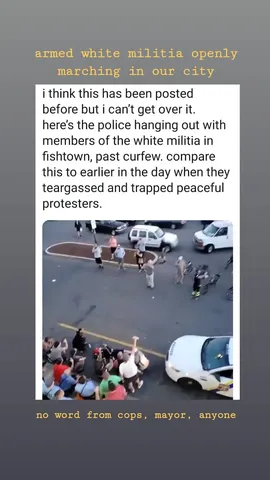 armed white militia openly
marching in our city
i think this has been posted
before but i can't get over it.
here's the police hanging out with
members of the white militia in
fishtown, past curfew. compare
this to earlier in the day when they
teargassed and trapped peaceful
protesters.
no word from cops, mayor, anyone